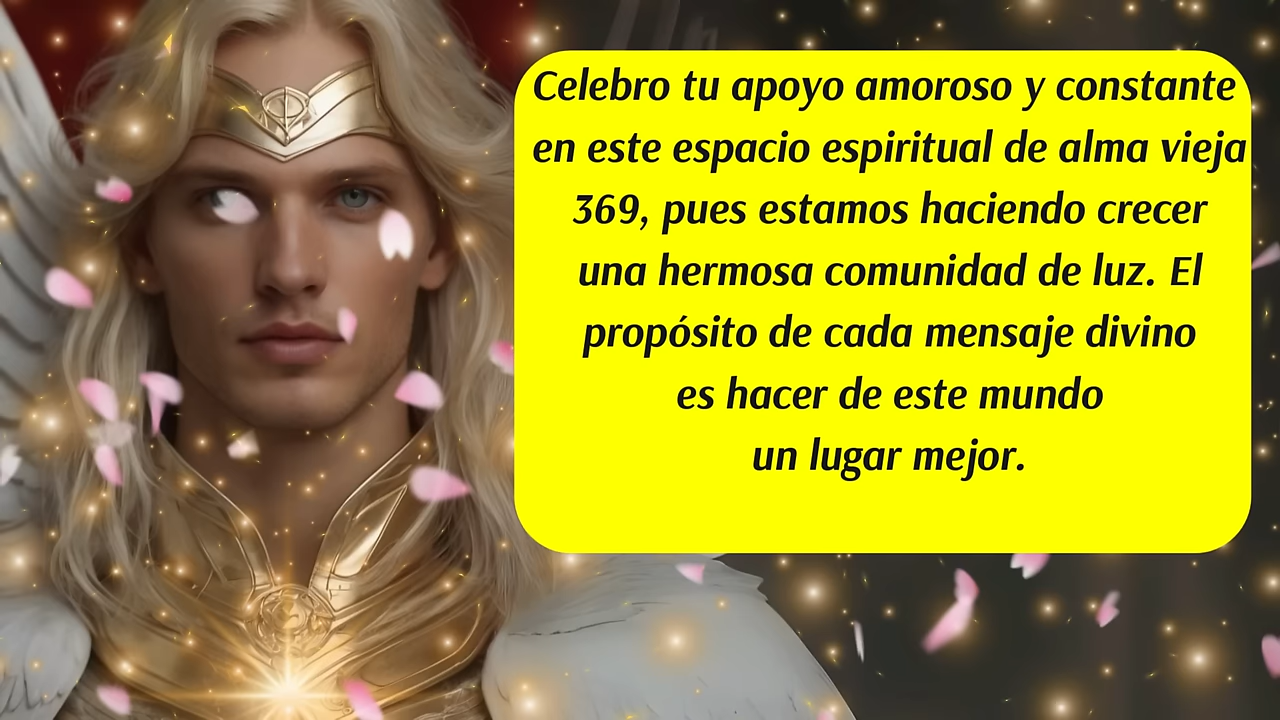 Celebro tu apoyo amoroso y constante
en este espacio espiritual de alma vieja
369, pues estamos haciendo crecer
una hermosa comunidad de luz. El
propósito de cada mensaje divino
es hacer de este mundo
un lugar mejor.